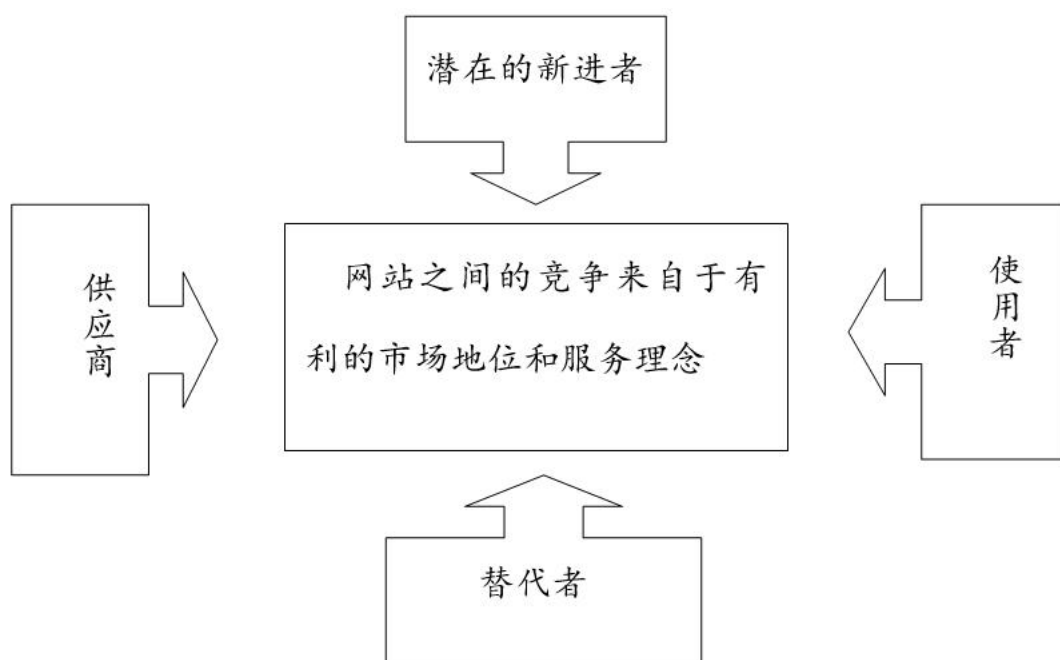 潜在的新进者
供应商
网站之间的竞争来自于有
利的市场地位和服务理念
使用者
替代者